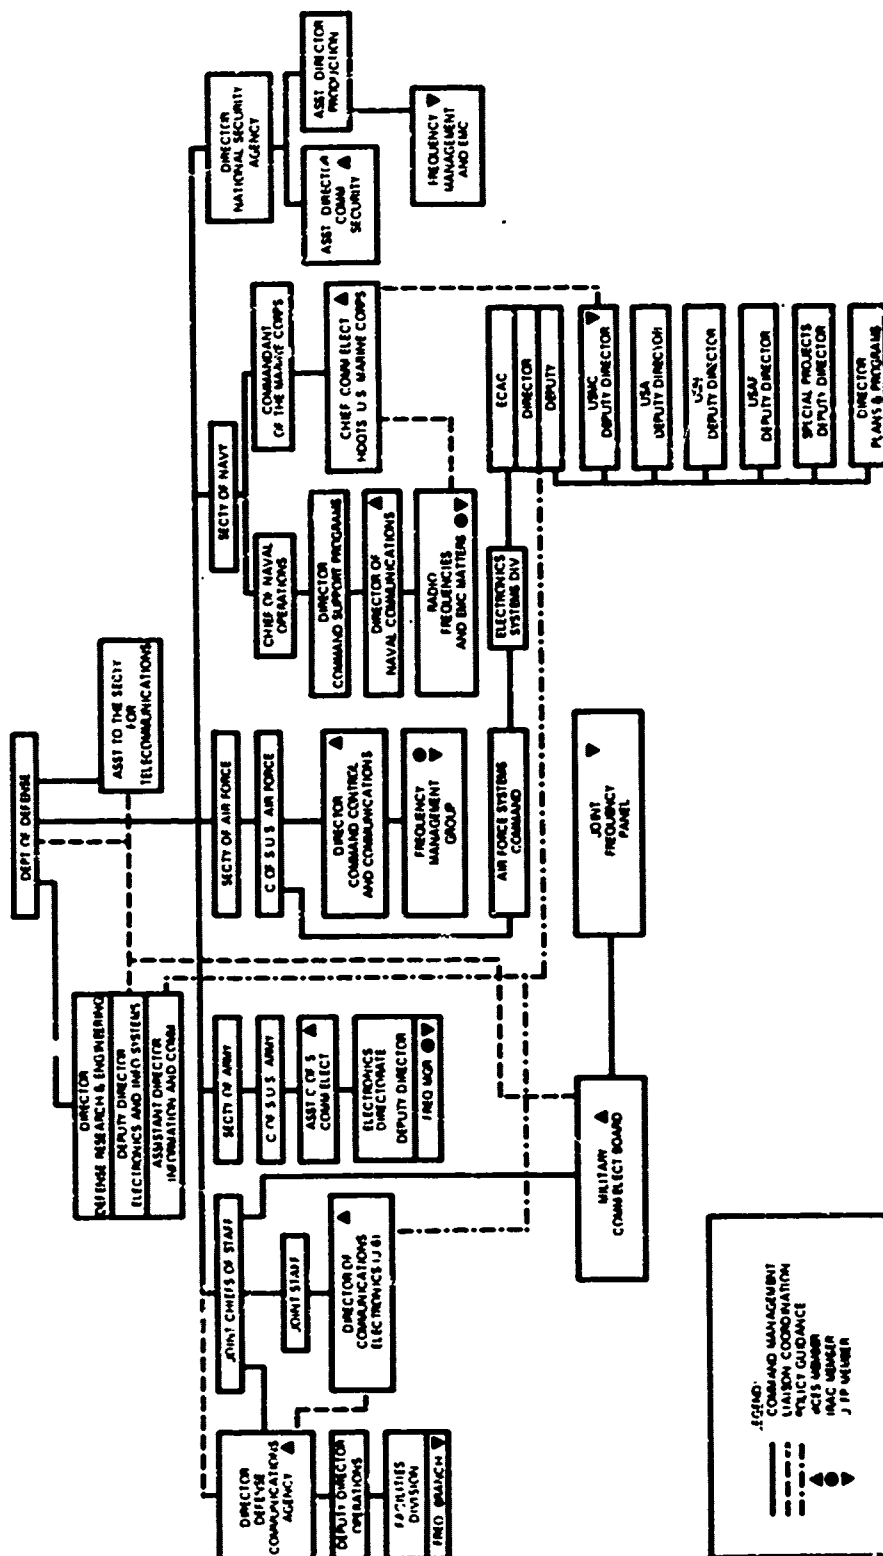 DEPT OF DEFENSE
ASST TO THE SECTY
FOR
TELECOMMUNICATIONS
DIRECTOR
DEFENSE RESEARCH & ENGINEERING
DEPUTY DIRECTOR
ELECTRONICS AND INFO SYSTEMS
ASSISTANT DIRECTOR
INFORMATION AND COMM
DIRECTOR
DEFENSE
COMMUNICATIONS
AGENCY
DEPUTY DIRECTOR
OPERATIONS
FACILITIES
DIVISION
FREQ BRANCH
JOINT CHIEFS OF STAFF
JOINT STAFF
DIRECTOR OF
COMMUNICATIONS
ELECTRONICS (J 6)
SECTY OF ARMY
C OF S U S ARMY
ASST C OF S
COMM ELECT
ELECTRONICS
DIRECTORATE
DEPUTY DIRECTOR
FREQ MGR
SECTY OF AIR FORCE
C OF S U S AIR FORCE
DIRECTOR
COMMAND CONTROL
AND COMMUNICATIONS
FREQUENCY
MANAGEMENT
GROUP
AIR FORCE SYSTEMS
COMMAND
SECTY OF NAVY
CHIEF OF NAVAL
OPERATIONS
DIRECTOR
COMMAND SUPPORT PROGRAMS
DIRECTOR OF
NAVAL COMMUNICATIONS
RADIO
FREQUENCIES
AND EMC MATTERS
ELECTRONICS
SYSTEMS DIV
COMMANDANT
OF THE MARINE CORPS
CHIEF COMM ELECT
HDQTS U S MARINE CORPS
DIRECTOR
NATIONAL SECURITY
AGENCY
ASST DIRECTOR
COMM
SECURITY
ASST DIRECTOR
PRODUCTION
FREQUENCY
MANAGEMENT
AND EMC
ECAC
DIRECTOR
DEPUTY
USMC
DEPUTY DIRECTOR
USA
DEPUTY DIRECTOR
DEPUTY DIRECTOR
USAF
DEPUTY DIRECTOR
SPECIAL PROJECTS
DEPUTY DIRECTOR
DIRECTOR
PLANS & PROGRAMS
MILITARY
COMM ELECT BOARD
JOINT
FREQUENCY
PANEL
LEGEND:
COMMAND MANAGEMENT
LIAISON COORDINATION
POLICY GUIDANCE
MEMBER
IRAC MEMBER
J FP MEMBER